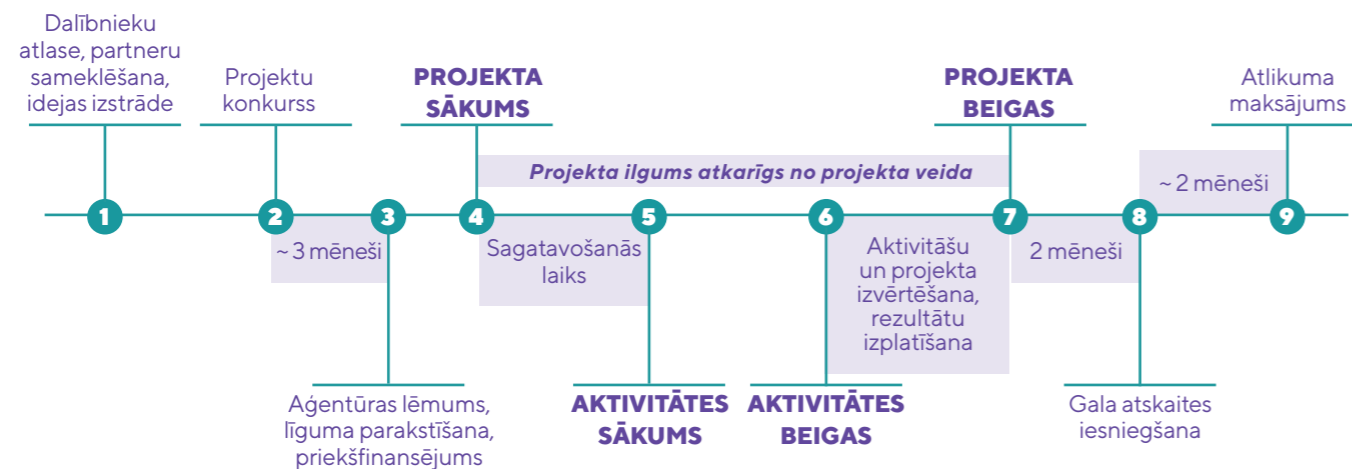 Dalībnieku
atlase, partneru
sameklēšana,
idejas izstrāde
Projektu
konkurss
PROJEKTA
SĀKUMS
PROJEKTA
BEIGAS
Atlikuma
maksājums
Projekta ilgums atkarīgs no projekta veida
~ 2 mēneši
1
2
3
4
5
6
7
8
9
~ 3 mēneši
Sagatavošanās
laiks
Aktivitāšu
un projekta
izvērtēšana,
rezultātu
izplatīšana
2 mēneši
Aģentūras lēmums,
līguma parakstīšana,
priekšfinansējums
AKTIVITĀTES
SĀKUMS
AKTIVITĀTES
BEIGAS
Gala atskaites
iesniegšana